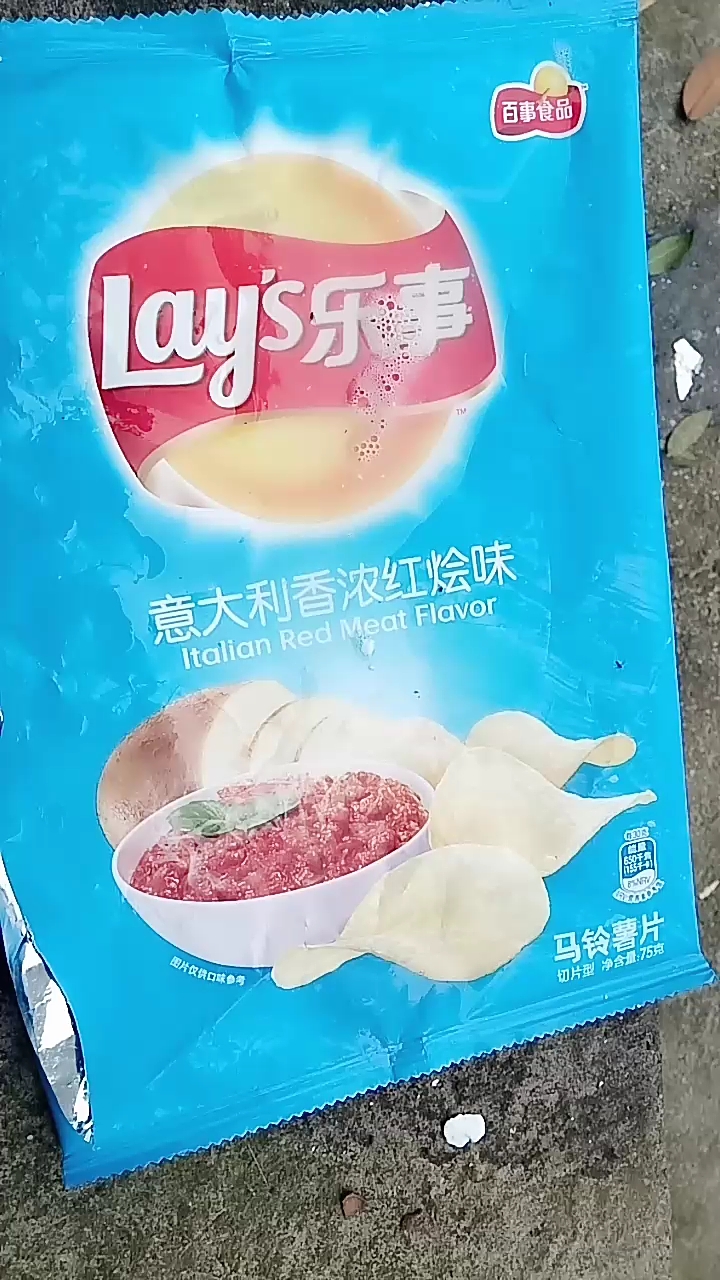 百事食品
Lay's乐事
TM
意大利香浓红烩味
Italian Red Meat Flavor
图片仅供口味参考
马铃薯片
切片型 净含量:75克